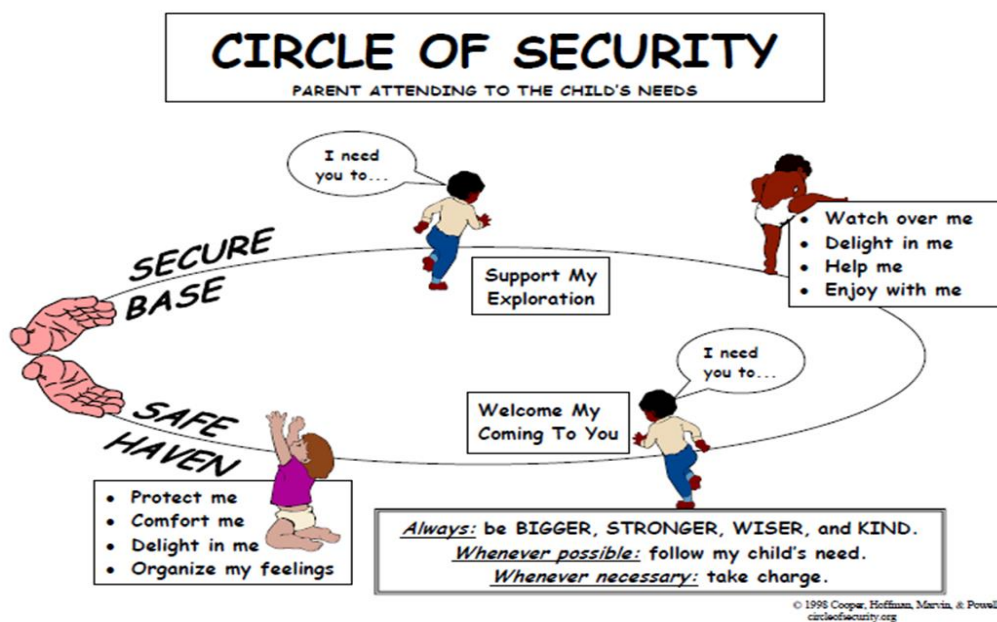 CIRCLE OF SECURITY
PARENT ATTENDING TO THE CHILD'S NEEDS
I need
you to...
SECURE
BASE
Support My
Exploration
• Watch over me
• Delight in me
• Help me
• Enjoy with me
I need
you to...
Welcome My
Coming To You
SAFE
HAVEN
• Protect me
• Comfort me
• Delight in me
• Organize my feelings
Always: be BIGGER, STRONGER, WISER, and KIND.
Whenever possible: follow my child's need.
Whenever necessary: take charge.
© 1998 Cooper, Hoffman, Marvin, & Powell
circleofsecurity.org